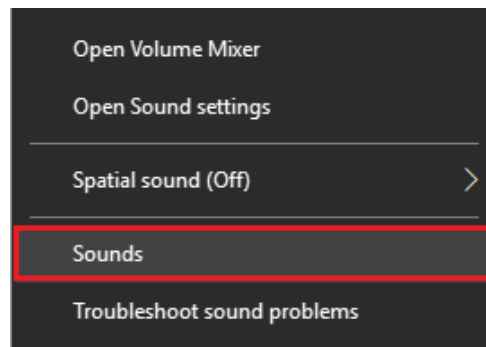 Open Volume Mixer
Open Sound settings
Spatial sound (Off)
Sounds
Troubleshoot sound problems